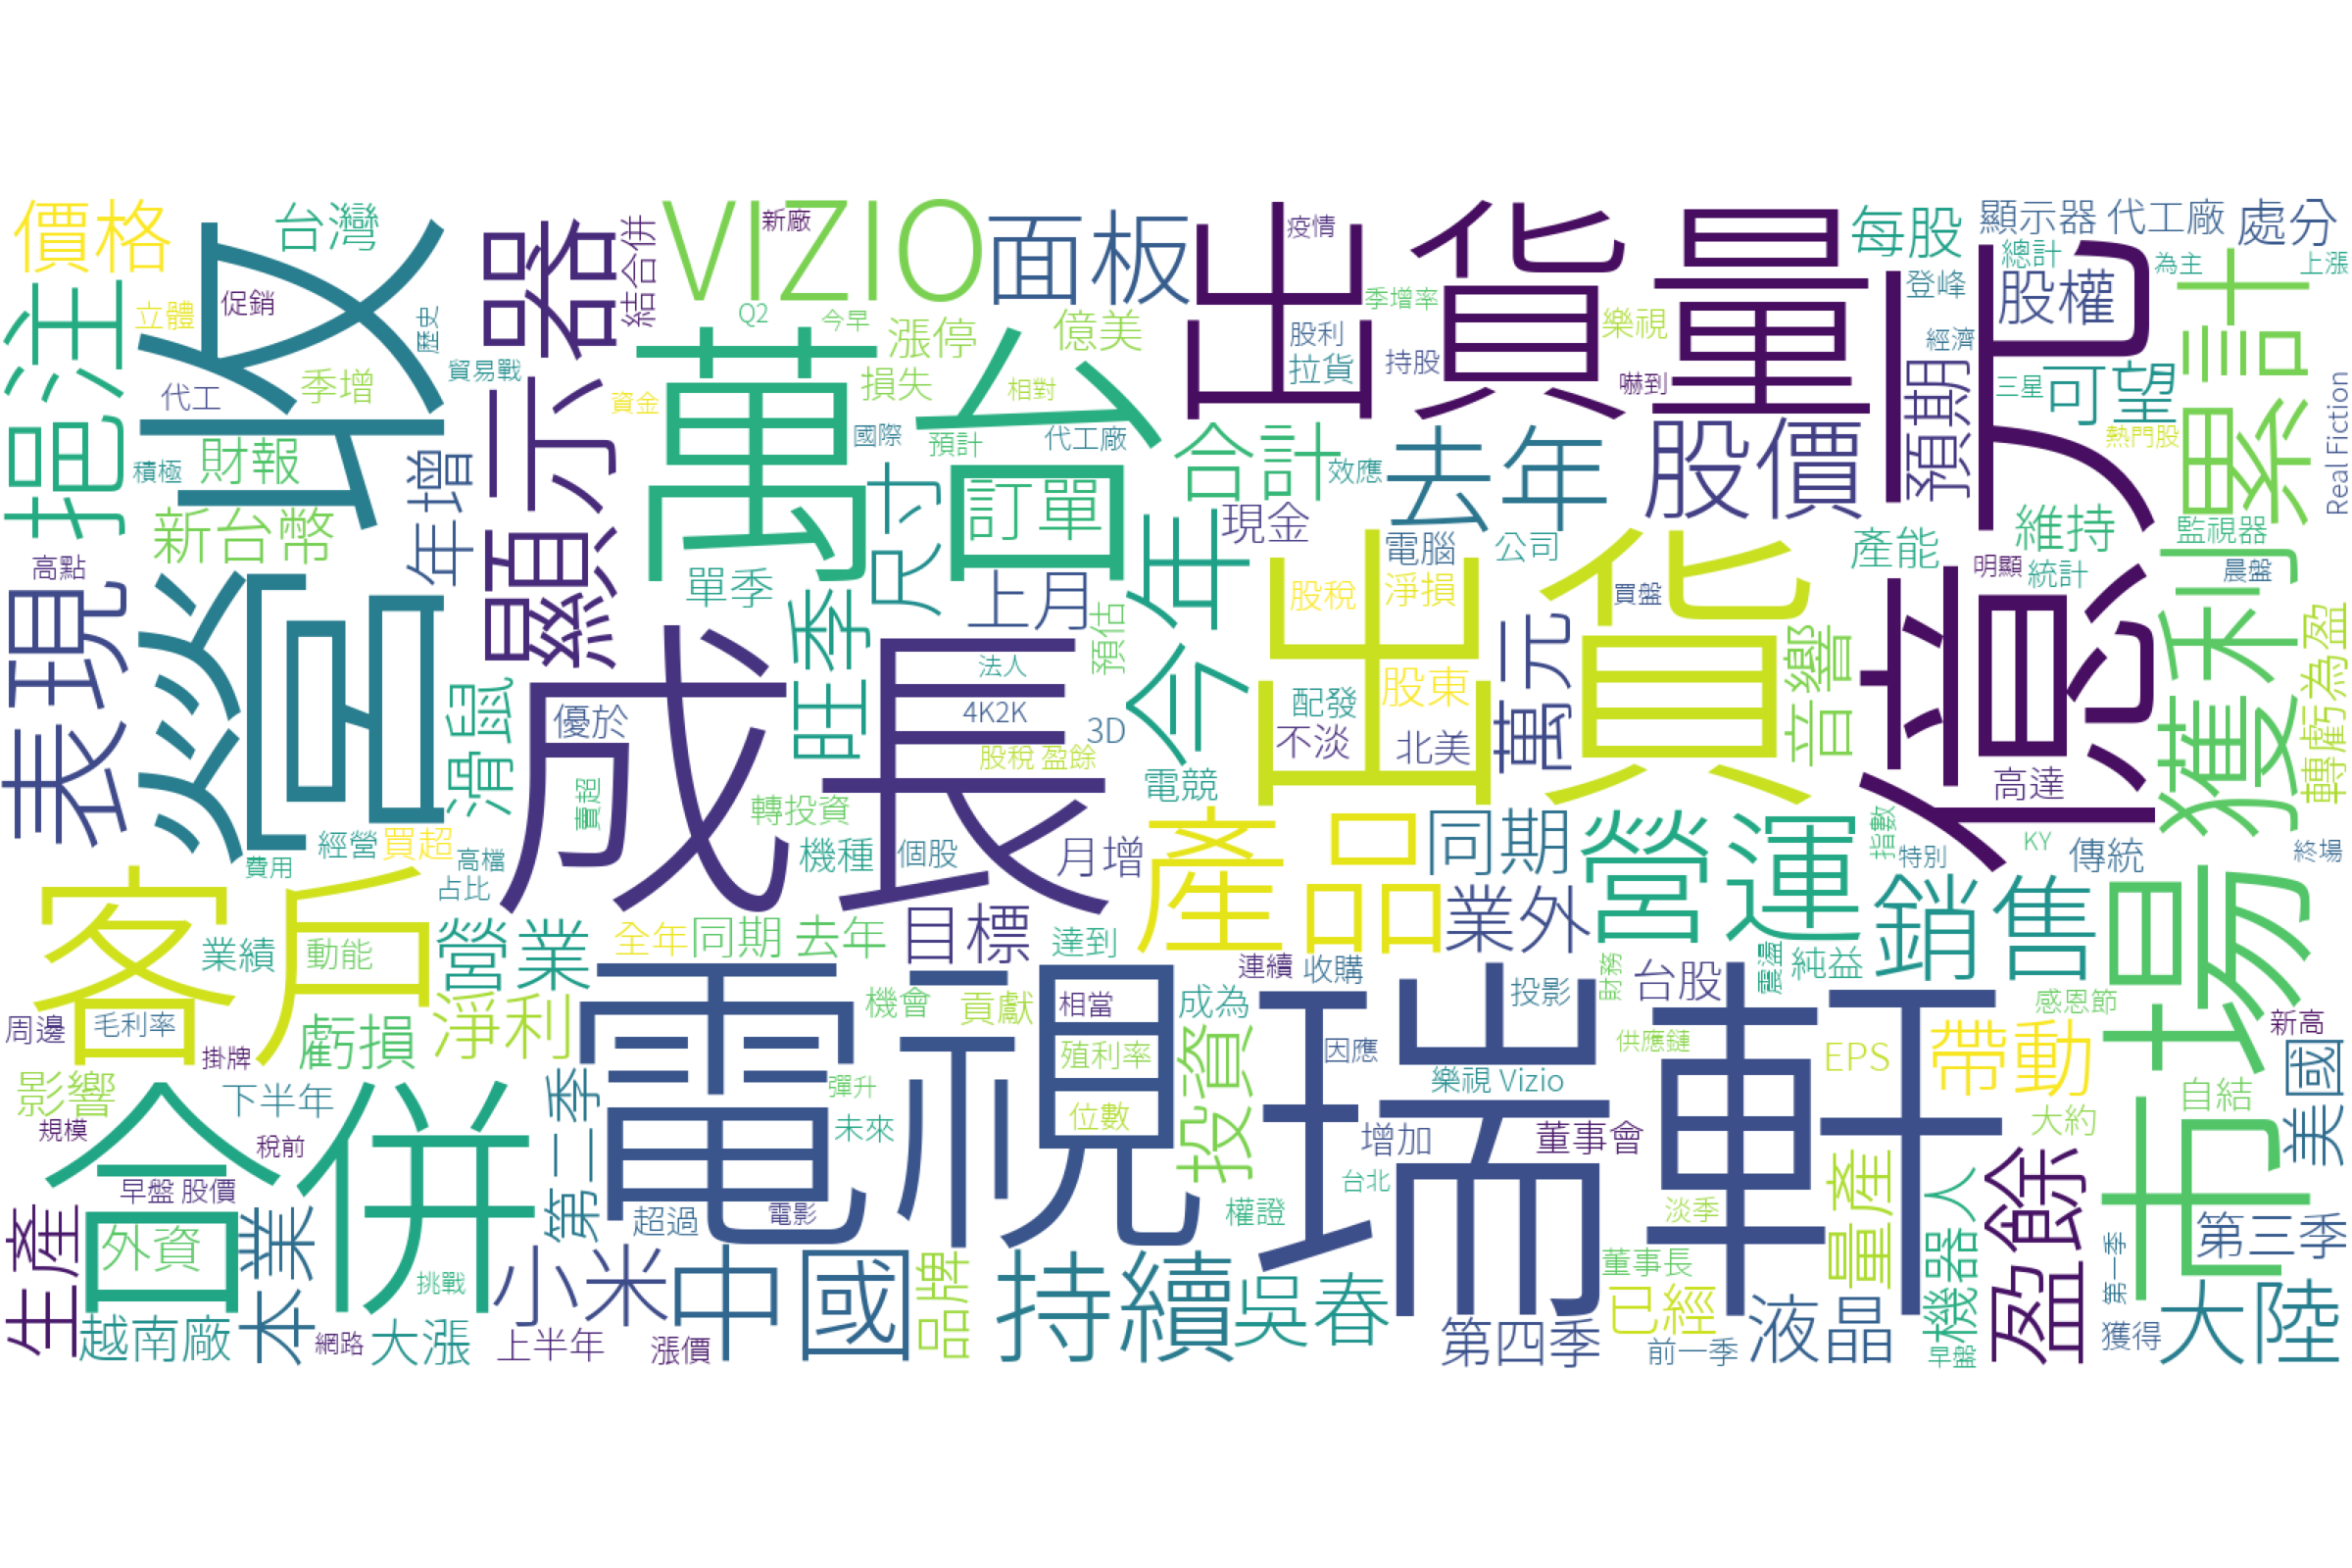 價格
台灣
營收
挹注
立體
促銷
歷史
代工
季增
財報
積極
新台幣
年增
高點
表現
顯示器
結合併
貿易戰
VIZIO
新廠
Q2
今早
面板
萬台
漲停
億美
損失
資金
相對
國際
預計
代工廠
訂單
尺寸
單季
上月
旺季
今年
預估
出貨量
疫情
季增率
股利
拉貨
持股
樂視
嚇到
合計
效應
去年
現金
股價
電腦
公司
每股
顯示器 代工廠
處分
總計
為主
上漲
登峰
股權
億元
預期
經濟
三星
可望
熱門股
累計
Real Fiction
產能
維持
監視器
明顯
統計
晨盤
獲利
轉虧為盈
成長
優於
滑鼠
法人
4K2K
3D
股稅 盈餘
賣超
轉投資
機種
個股
月增
電競
出貨
股稅
淨損
股東
配發
不淡
北美
買盤
萬元
音響
高達
產品
同期
業外
營運
指數
特別
KY
傳統
終場
銷售
市場
經營
買超
高檔
占比
費用
客戶
業績
動能
營業
淨利
虧損
周邊
毛利率
掛牌
影響
下半年
規模
稅前
合併
早盤 股價
外資
生產
越南廠
本業
網路
大漲
挑戰
全年
同期 去年
目標
達到
電視
機會
貢獻
相當
殖利率
位數
彈升
未來
第二季
超過
電影
小米
上半年
漲價
中國
品牌
持續
吳春
連續
收購
成為
投資
因應
投影
台股
財務
震盪
純益
瑞軒
樂視 Vizio
供應鏈
增加
董事會
台北
權證
淡季
董事長
已經
第四季
前一季
液晶
EPS
帶動
感恩節
新高
美國
大約
自結
量產
機器人
早盤
盈餘
第三季
第一季
獲得
大陸